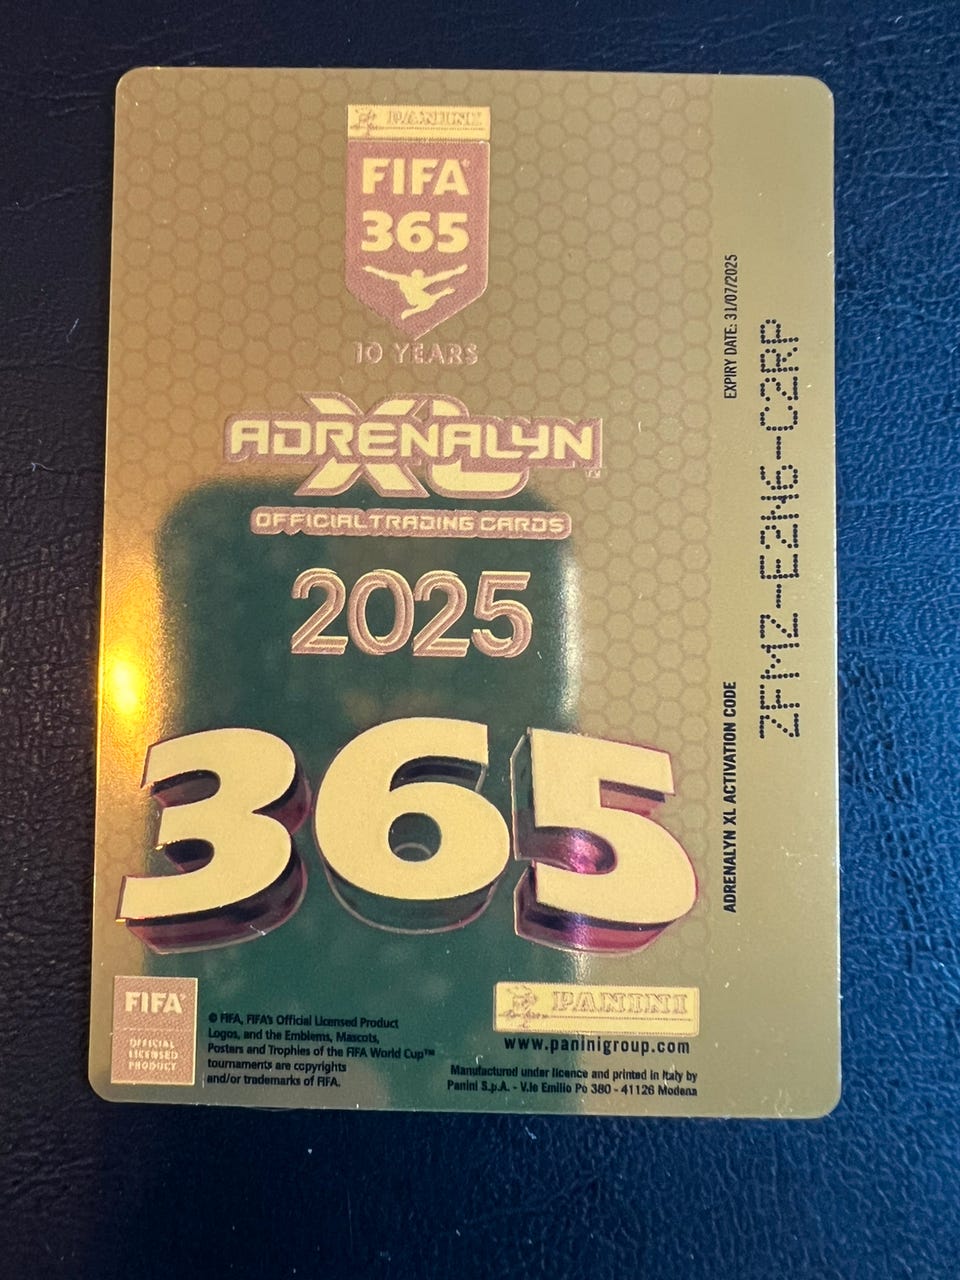 PANINI
FIFA
365
10 YEARS
ADRENALYN
XL™
OFFICIAL TRADING CARDS
2025
365
FIFA
OFFICIAL
LICENSED
PRODUCT
© FIFA, FIFA's Official Licensed Product
Logos, and the Emblems, Mascots,
Posters and Trophies of the FIFA World Cup™
tournaments are copyrights
and/or trademarks of FIFA.
PANINI
www.paninigroup.com
Manufactured under licence and printed in Italy by
Panini S.p.A. - V.le Emilio Po 380 - 41126 Modena
ADRENALYN XL ACTIVATION CODE
EXPIRY DATE: 31/07/2025
ZFMZ-E2N6-C2RP